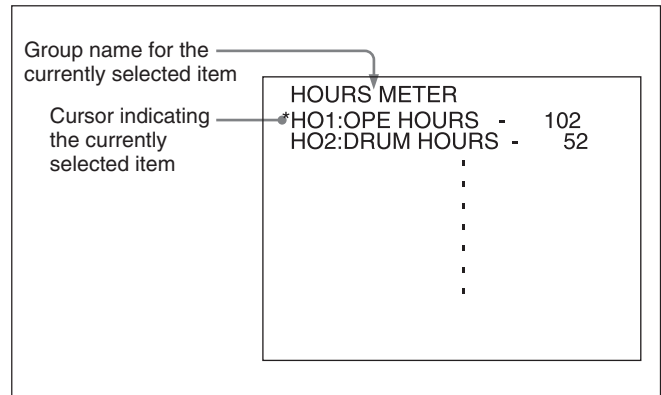 Group name for the
currently selected item
Cursor indicating
the currently
selected item
HOURS METER
*HO1:OPE HOURS - 102
HO2:DRUM HOURS - 52